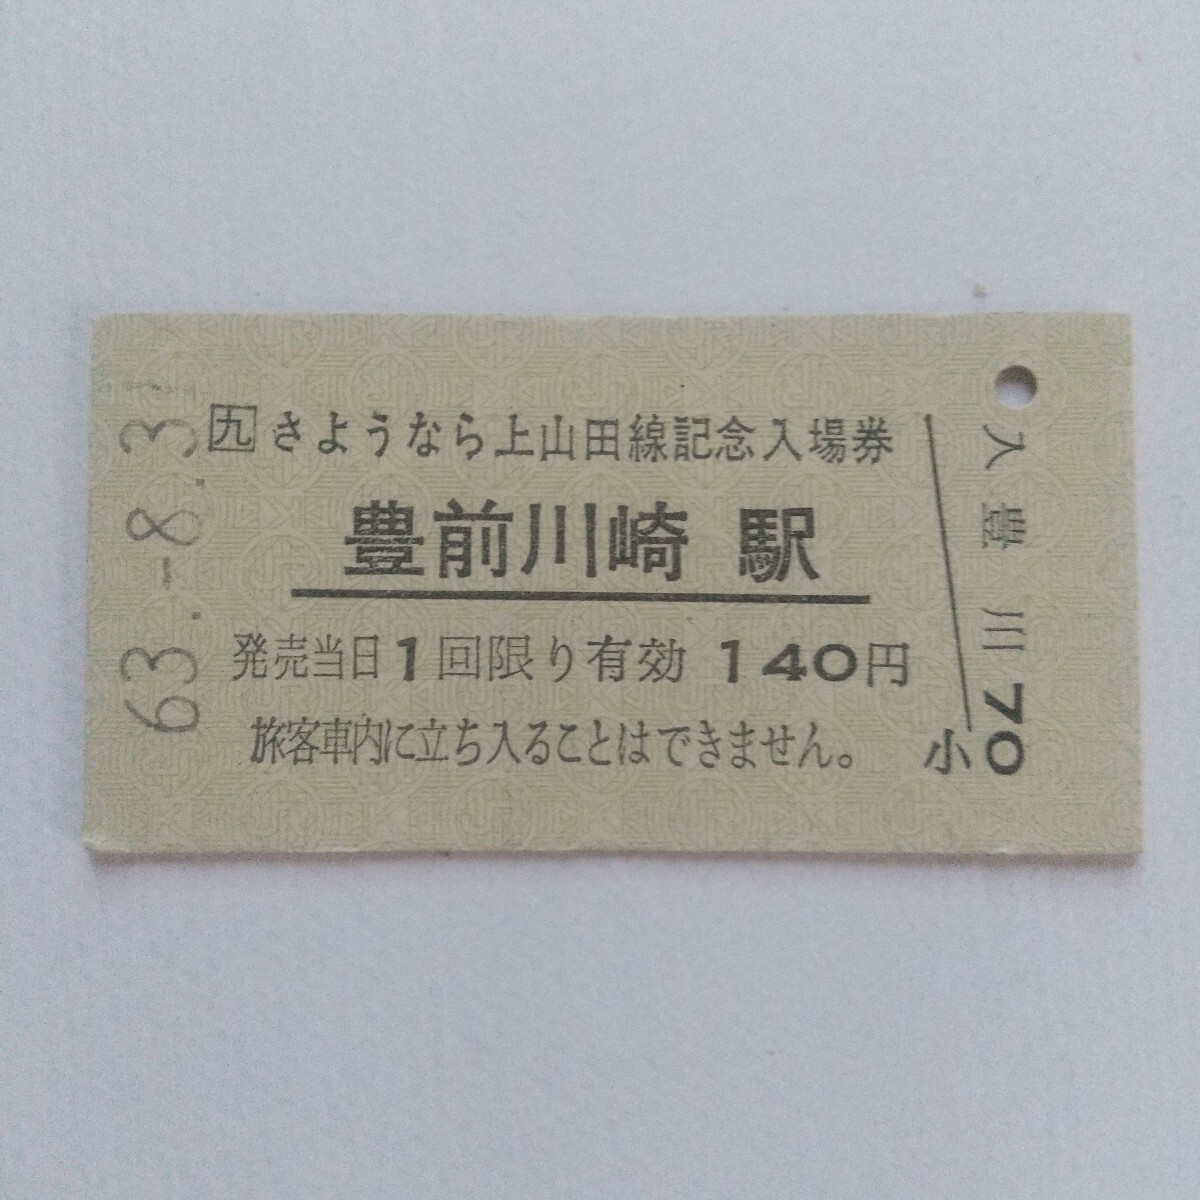 63.-8.31
九 さようなら上山田線記念入場券
豊前川崎 駅
発売当日1回限り有効 140円
旅客車内に立ち入ることはできません。
入 豊 川 70
小